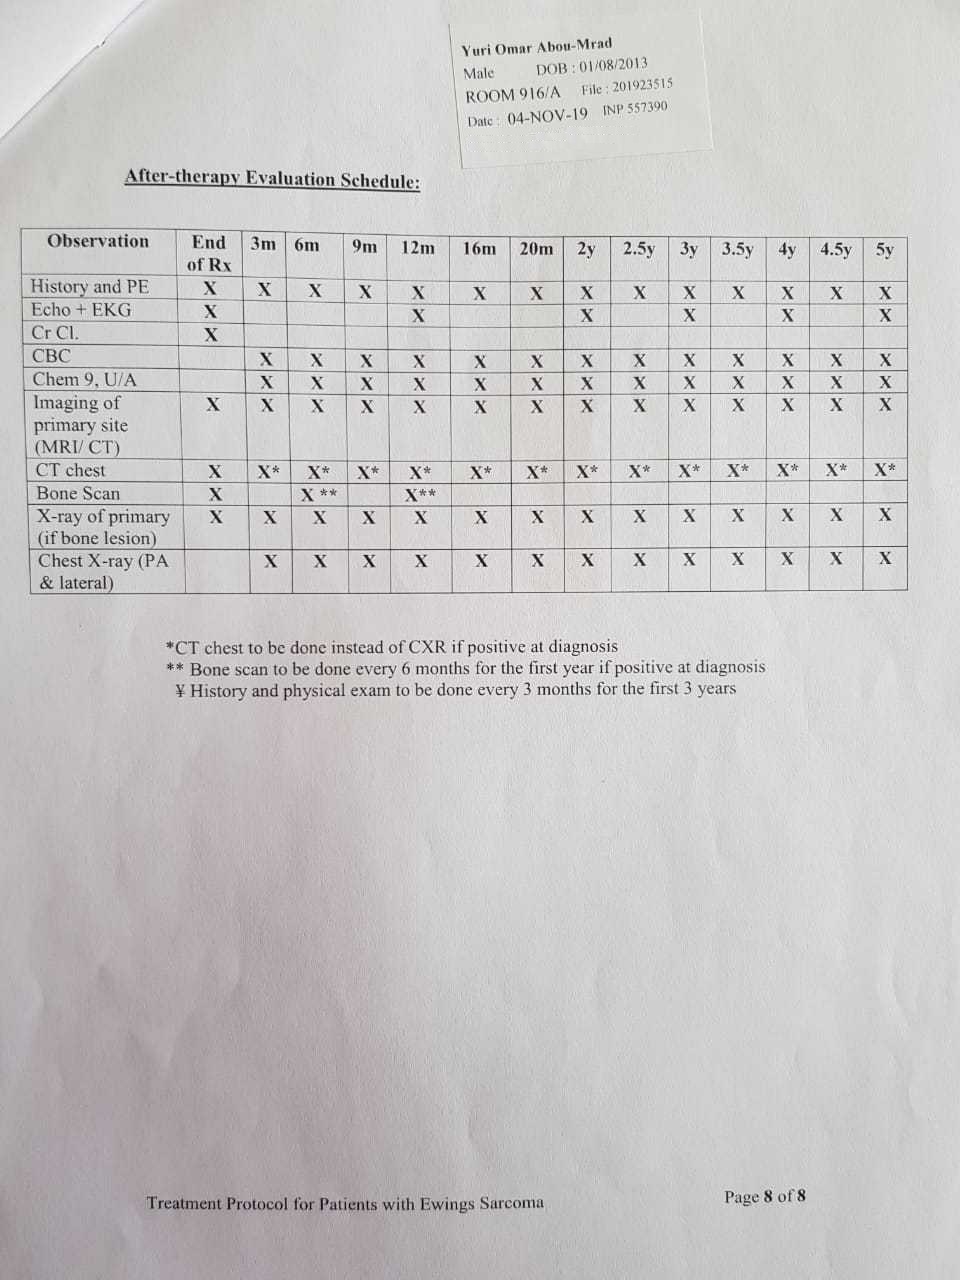 Yuri Omar Abou-Mrad
Male DOB : 01/08/2013
ROOM 916/A File : 201923515
Date : 04-NOV-19 INP 557390
After-therapy Evaluation Schedule:
Observation End of Rx 3m 6m 9m 12m 16m 20m 2y 2.5y 3y 3.5y 4y 4.5y 5y
History and PE X X X X X X X X X X X X X X
Echo + EKG X X X X X X
Cr Cl. X
CBC X X X X X X X X X X X X X
Chem 9, U/A X X X X X X X X X X X X X
Imaging of X X X X X X X X X X X X X X
primary site
(MRI/ CT)
CT chest X X* X* X* X* X* X* X* X* X* X* X* X* X*
Bone Scan X X ** X**
X-ray of primary X X X X X X X X X X X X X X
(if bone lesion)
Chest X-ray (PA X X X X X X X X X X X X X
& lateral)
*CT chest to be done instead of CXR if positive at diagnosis
** Bone scan to be done every 6 months for the first year if positive at diagnosis
¥ History and physical exam to be done every 3 months for the first 3 years
Treatment Protocol for Patients with Ewings Sarcoma Page 8 of 8